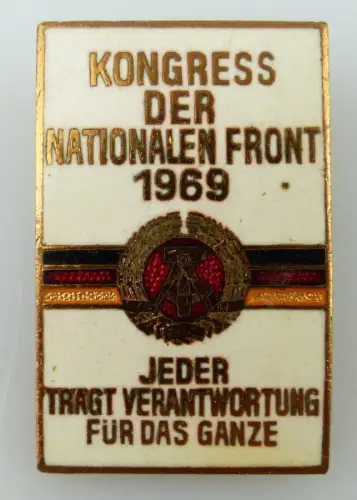 KONGRESS
DER
NATIONALEN FRONT
1969
JEDER
TRAGT VERANTWORTUNG
FÜR DAS GANZE